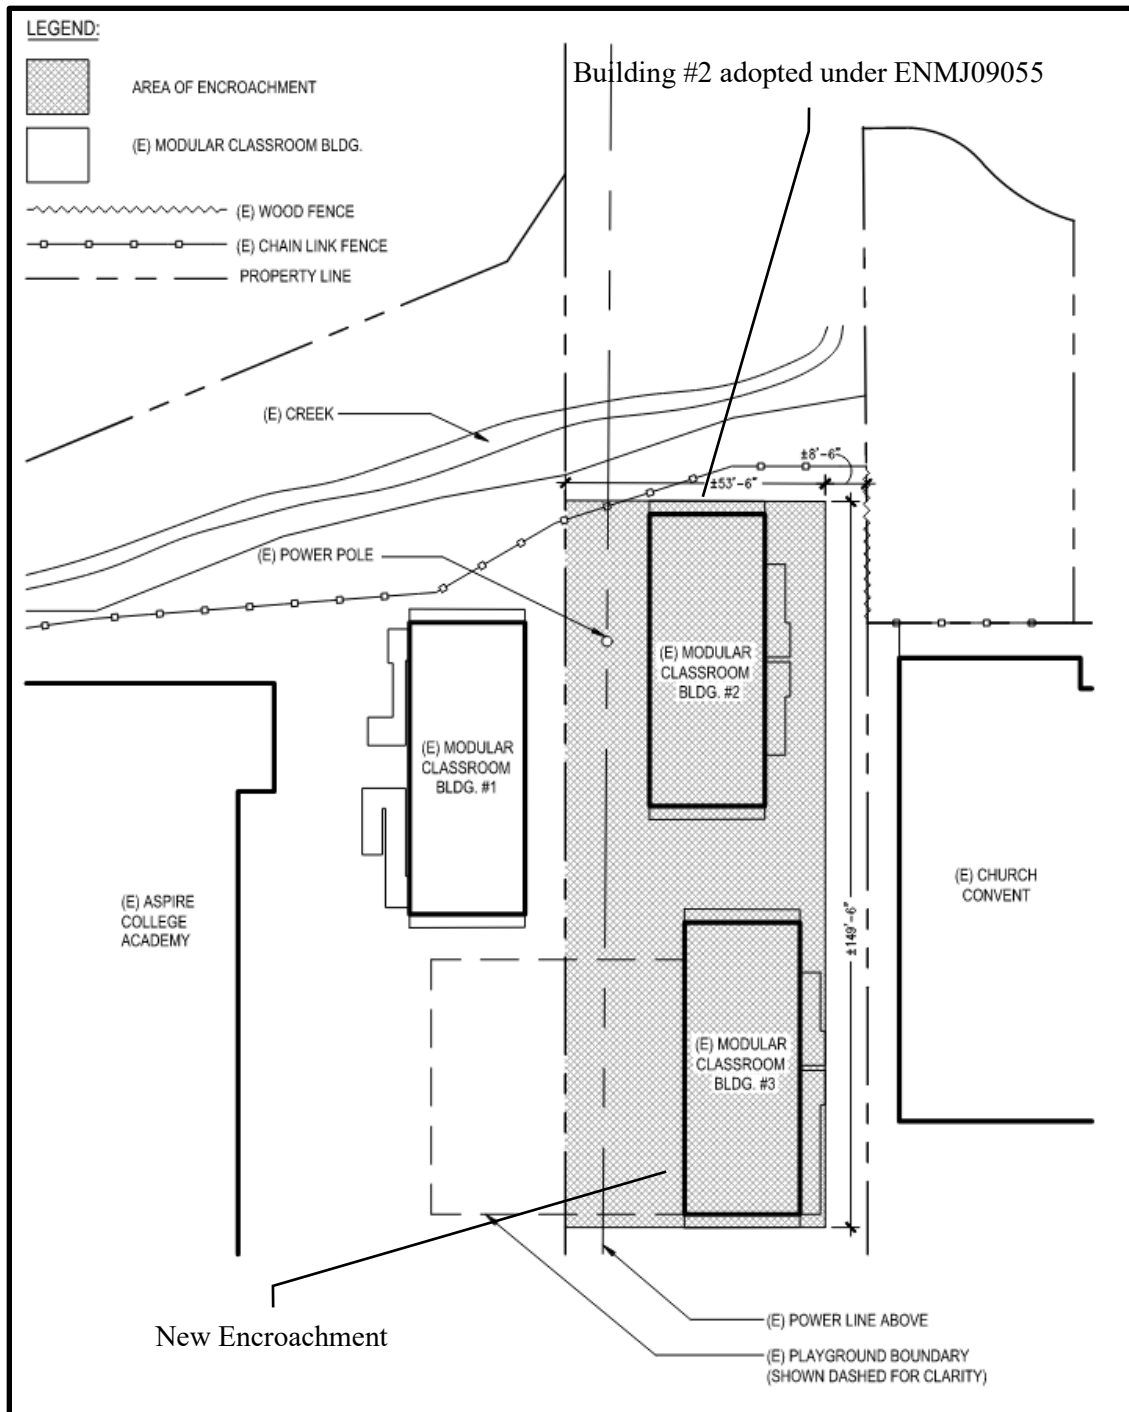 LEGEND:
AREA OF ENCROACHMENT
(E) MODULAR CLASSROOM BLDG.
(E) WOOD FENCE
(E) CHAIN LINK FENCE
PROPERTY LINE
Building #2 adopted under ENMJ09055
(E) CREEK
±8'-6"
±53'-6"
(E) POWER POLE
(E) MODULAR
CLASSROOM
BLDG. #2
(E) MODULAR
CLASSROOM
BLDG. #1
(E) ASPIRE
COLLEGE
ACADEMY
(E) CHURCH
CONVENT
±149'-6"
(E) MODULAR
CLASSROOM
BLDG. #3
New Encroachment
(E) POWER LINE ABOVE
(E) PLAYGROUND BOUNDARY
(SHOWN DASHED FOR CLARITY)